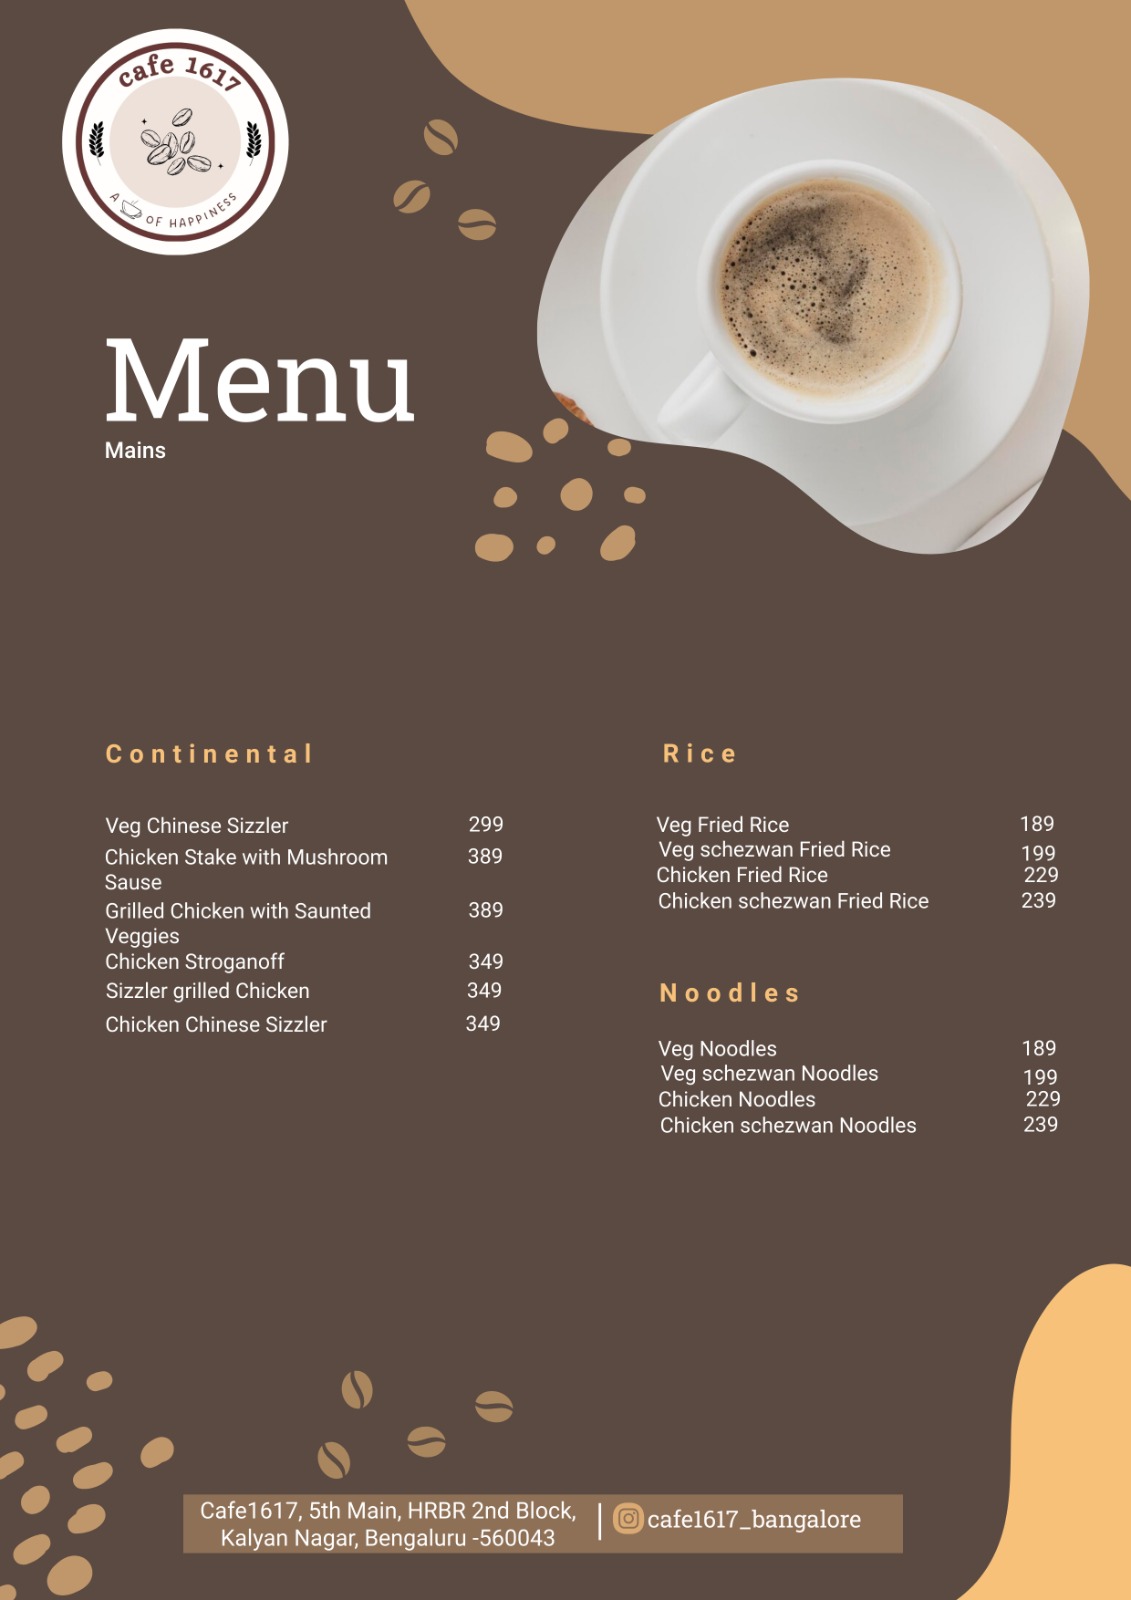 cafe 1617
A OF HAPPINESS
Menu
Mains
Continental
Veg Chinese Sizzler 299
Chicken Stake with Mushroom 389
Sause
Grilled Chicken with Saunted 389
Veggies
Chicken Stroganoff 349
Sizzler grilled Chicken 349
Chicken Chinese Sizzler 349
Rice
Veg Fried Rice 189
Veg schezwan Fried Rice 199
Chicken Fried Rice 229
Chicken schezwan Fried Rice 239
Noodles
Veg Noodles 189
Veg schezwan Noodles 199
Chicken Noodles 229
Chicken schezwan Noodles 239
Cafe1617, 5th Main, HRBR 2nd Block,
Kalyan Nagar, Bengaluru -560043
cafe1617_bangalore